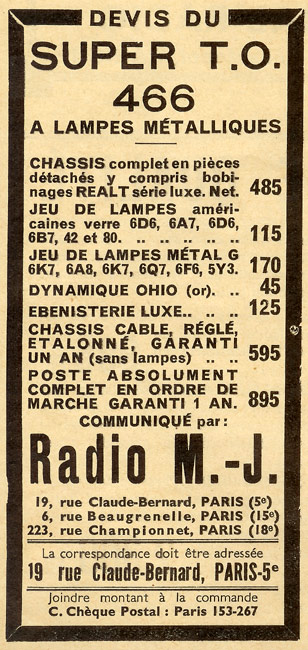 DEVIS DU
SUPER T.O.
466
A LAMPES MÉTALLIQUES
CHASSIS complet en pièces
détachés y compris bobi-
nages REALT série luxe. Net. 485
JEU DE LAMPES améri-
caines verre 6D6, 6A7, 6D6,
6B7, 42 et 80. .. .. .. .. .. 115
JEU DE LAMPES MÉTAL G
6K7, 6A8, 6K7, 6Q7, 6F6, 5Y3. 170
DYNAMIQUE OHIO (or). .. 45
EBENISTERIE LUXE.. .. .. 125
CHASSIS CABLE, RÉGLÉ,
ETALONNÉ, GARANTI
UN AN (sans lampes) .. .. 595
POSTE ABSOLUMENT
COMPLET EN ORDRE DE
MARCHE GARANTI 1 AN. 895
COMMUNIQUÉ par:
Radio M.-J.
19, rue Claude-Bernard, PARIS (5e)
6, rue Beaugrenelle, PARIS (15e)
223, rue Championnet, PARIS (18e)
La correspondance doit être adressée
19 rue Claude-Bernard, PARIS-5e
Joindre montant à la commande
C. Chèque Postal : Paris 153-267